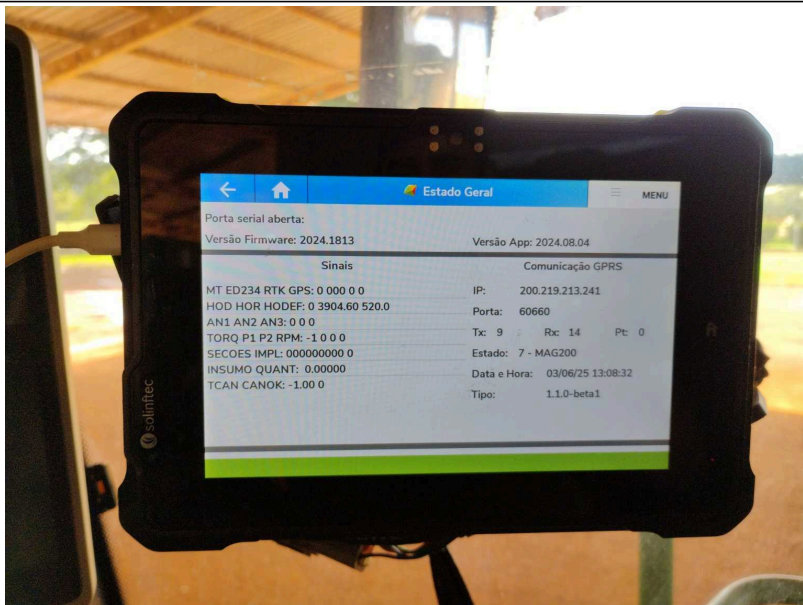 Estado Geral
MENU
Porta serial aberta:
Versão Firmware: 2024.1813
Versão App: 2024.08.04
Sinais
MT ED234 RTK GPS: 0 000 0 0
HOD HOR HODEF: 0 3904.60 520.0
AN1 AN2 AN3: 0 0 0
TORQ P1 P2 RPM: -1 0 0 0
SECOES IMPL: 000000000 0
INSUMO QUANT: 0.00000
TCAN CANOK: -1.00 0
Comunicação GPRS
IP: 200.219.213.241
Porta: 60660
Tx: 9 Rx: 14 Pt: 0
Estado: 7 - MAG200
Data e Hora: 03/06/25 13:08:32
Tipo: 1.1.0-beta1
solinftec